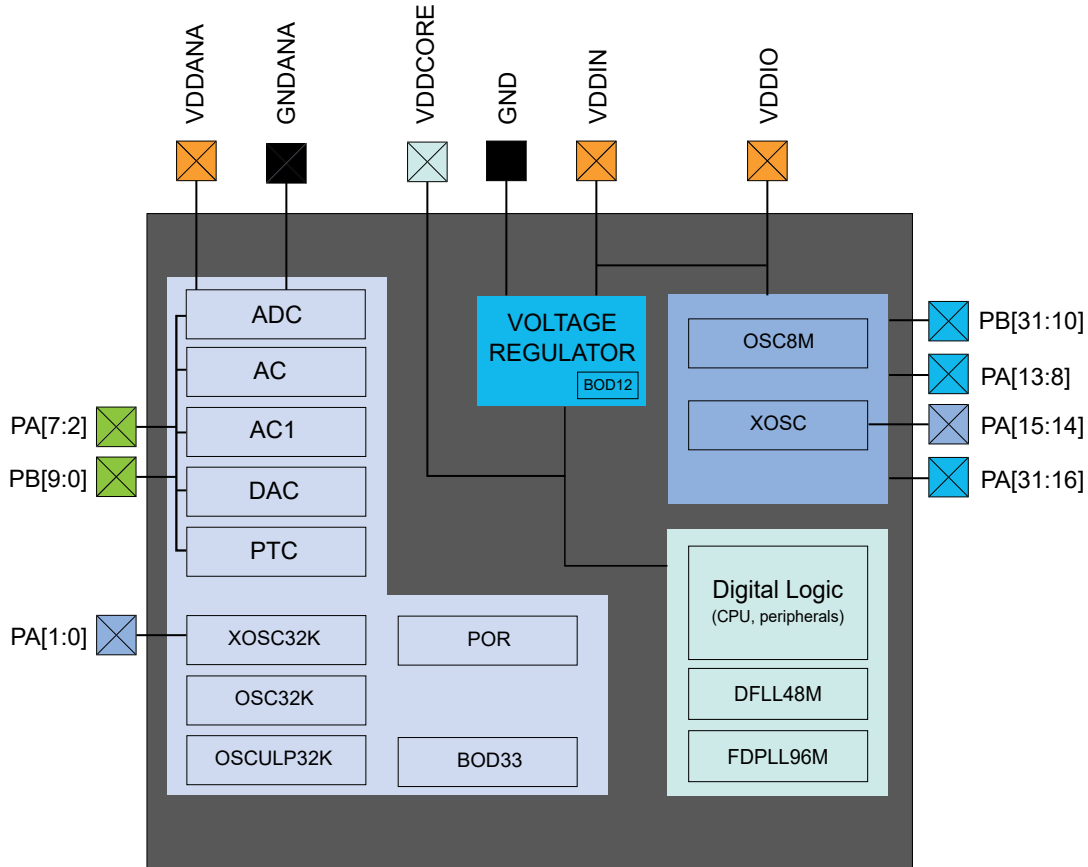 VDDANA
GNDANA
VDDCORE
GND
VDDIN
VDDIO
ADC
AC
AC1
DAC
PTC
XOSC32K
OSC32K
OSCULP32K
POR
BOD33
VOLTAGE
REGULATOR
BOD12
OSC8M
XOSC
Digital Logic
(CPU, peripherals)
DFLL48M
FDPLL96M
PA[7:2]
PB[9:0]
PA[1:0]
PB[31:10]
PA[13:8]
PA[15:14]
PA[31:16]